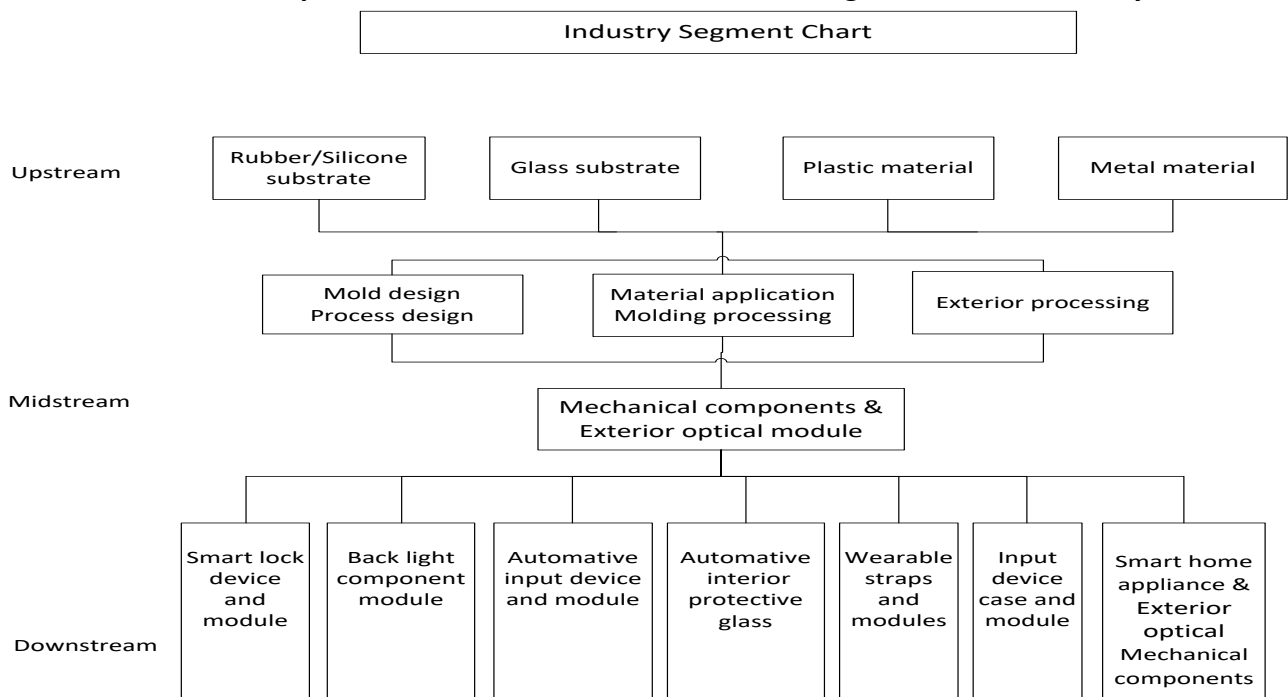 Industry Segment Chart
Upstream
Rubber/Silicone
substrate
Glass substrate
Plastic material
Metal material
Mold design
Process design
Material application
Molding processing
Exterior processing
Midstream
Mechanical components &
Exterior optical module
Downstream
Smart lock
device
and
module
Back light
component
module
Automative
input device
and module
Automative
interior
protective
glass
Wearable
straps
and
modules
Input
device
case and
module
Smart home
appliance &
Exterior
optical
Mechanical
components